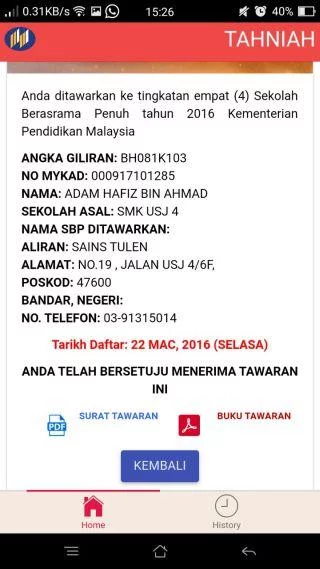 0.31KB/s 15:26 40%
TAHNIAH
Anda ditawarkan ke tingkatan empat (4) Sekolah
Berasrama Penuh tahun 2016 Kementerian
Pendidikan Malaysia
ANGKA GILIRAN: BH081K103
NO MYKAD: 000917101285
NAMA: ADAM HAFIZ BIN AHMAD
SEKOLAH ASAL: SMK USJ 4
NAMA SBP DITAWARKAN:
ALIRAN: SAINS TULEN
ALAMAT: NO.19 , JALAN USJ 4/6F,
POSKOD: 47600
BANDAR, NEGERI:
NO. TELEFON: 03-91315014
Tarikh Daftar: 22 MAC, 2016 (SELASA)
ANDA TELAH BERSETUJU MENERIMA TAWARAN
INI
PDF SURAT TAWARAN BUKU TAWARAN
KEMBALI
Home History